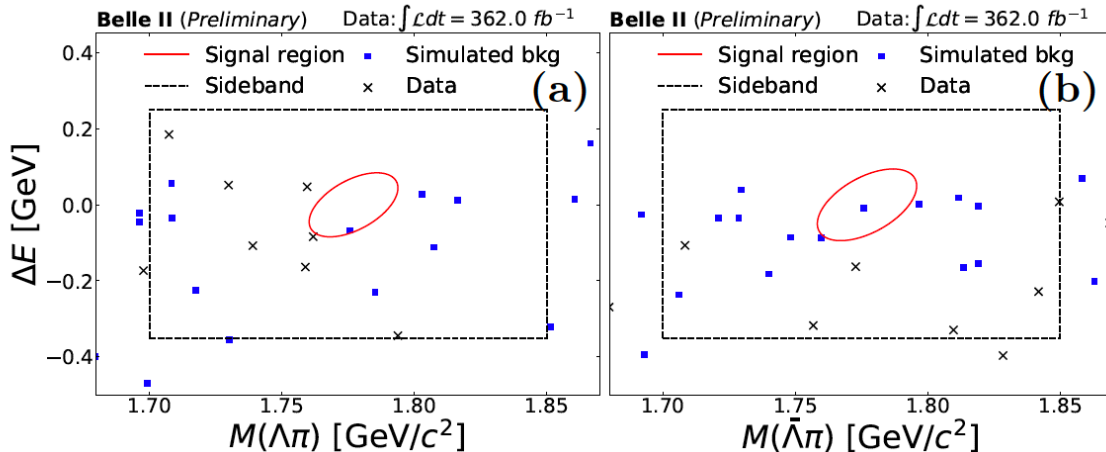 Belle II (Preliminary) Data: ∫ℒdt = 362.0 fb⁻¹
Signal region Simulated bkg
Sideband Data
(a)
ΔE [GeV]
0.4
0.2
0.0
−0.2
−0.4
1.70 1.75 1.80 1.85
M(Λπ) [GeV/c²]
Belle II (Preliminary) Data: ∫ℒdt = 362.0 fb⁻¹
Signal region Simulated bkg
Sideband Data
(b)
1.70 1.75 1.80 1.85
M(Λ̄π) [GeV/c²]